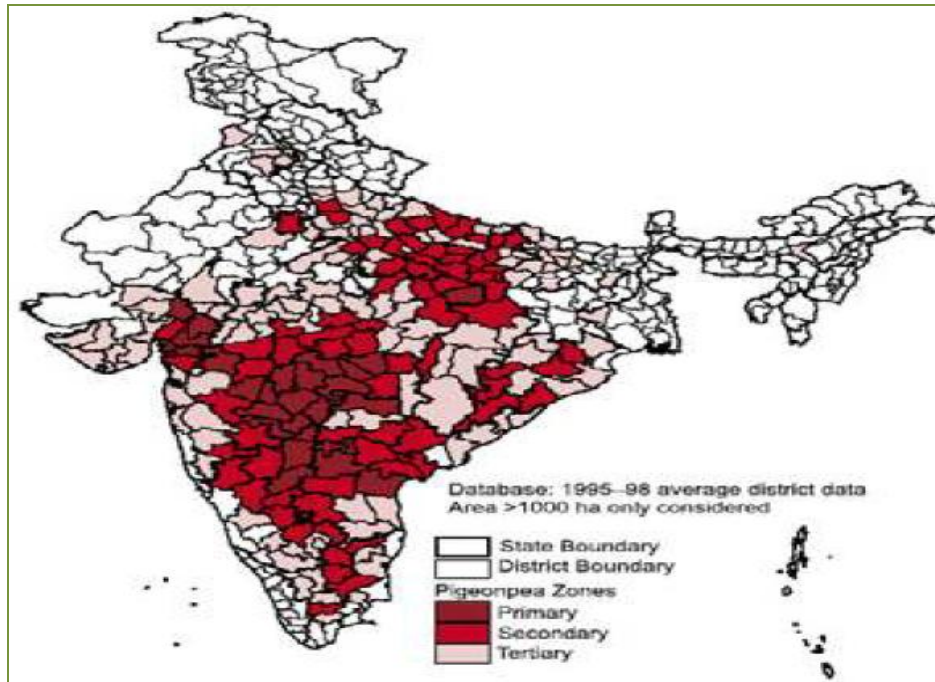 Database: 1995–98 average district data
Area >1000 ha only considered
State Boundary
District Boundary
Pigeonpea Zones
Primary
Secondary
Tertiary